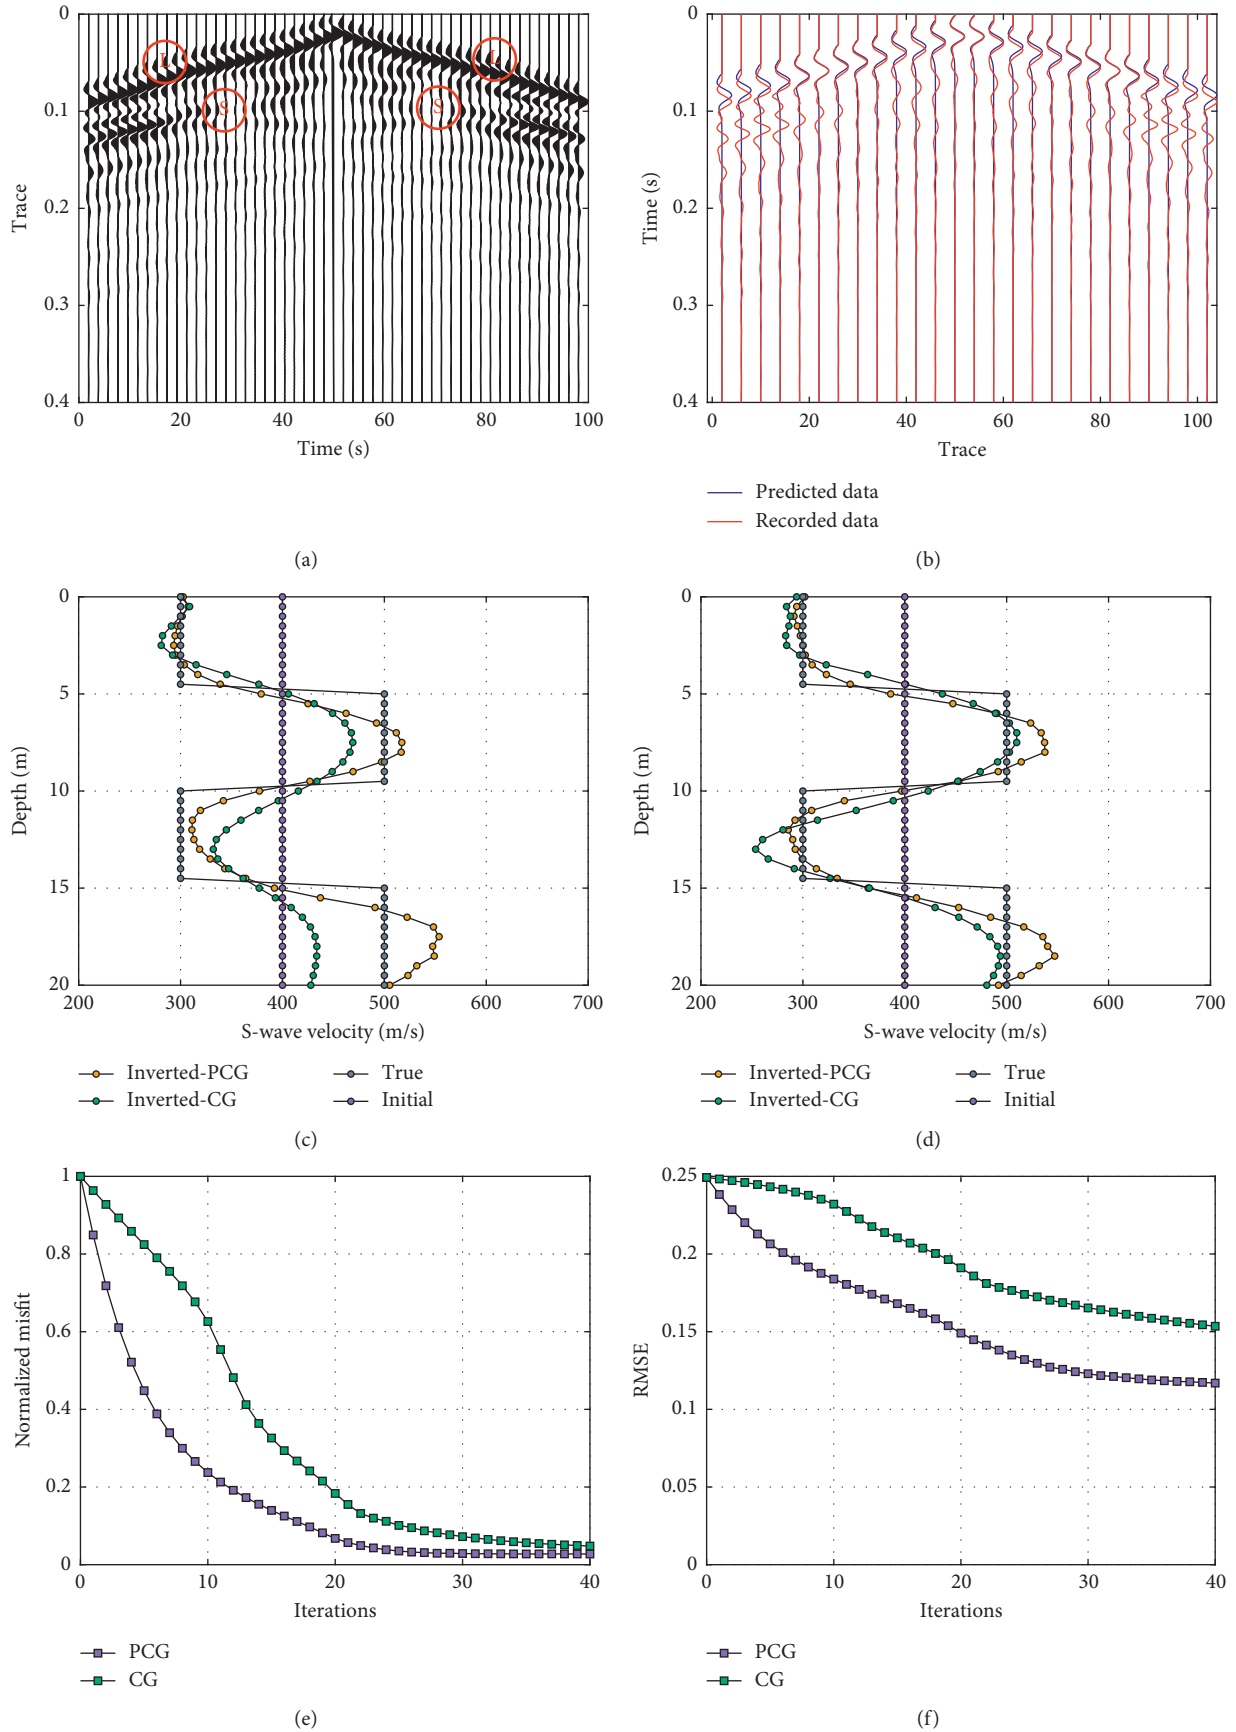 0
0.1
0.2
0.3
0.4
Trace
L
L
S
S
0 20 40 60 80 100
Time (s)
(a)
0
0.1
0.2
0.3
0.4
Time (s)
0 20 40 60 80 100
Trace
Predicted data
Recorded data
(b)
0
5
10
15
20
Depth (m)
200 300 400 500 600 700
S-wave velocity (m/s)
Inverted-PCG
Inverted-CG
True
Initial
(c)
0
5
10
15
20
Depth (m)
200 300 400 500 600 700
S-wave velocity (m/s)
Inverted-PCG
Inverted-CG
True
Initial
(d)
1
0.8
0.6
0.4
0.2
0
Normalized misfit
0 10 20 30 40
Iterations
PCG
CG
(e)
0.25
0.2
0.15
0.1
0.05
0
RMSE
0 10 20 30 40
Iterations
PCG
CG
(f)